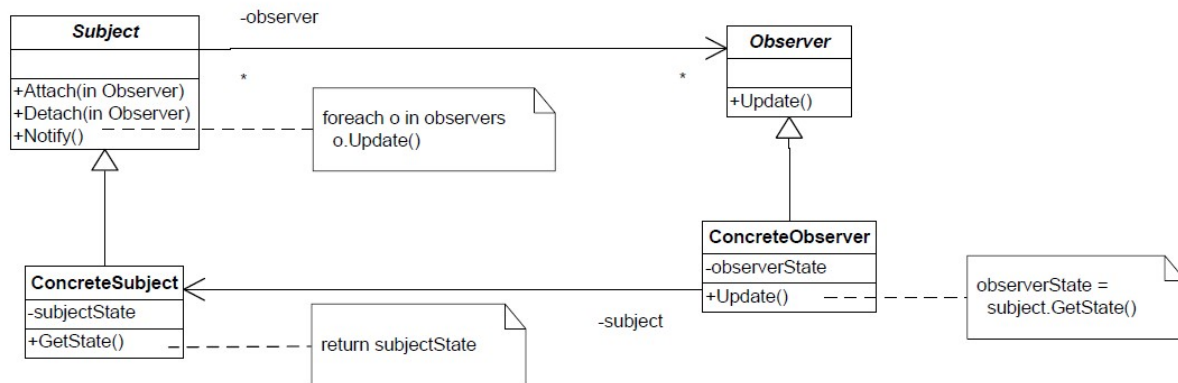 -observer
Subject
Observer
*
*
+Attach(in Observer)
+Detach(in Observer)
+Notify()
foreach o in observers
o.Update()
+Update()
ConcreteObserver
-observerState
+Update()
observerState =
subject.GetState()
ConcreteSubject
-subjectState
+GetState()
-subject
return subjectState